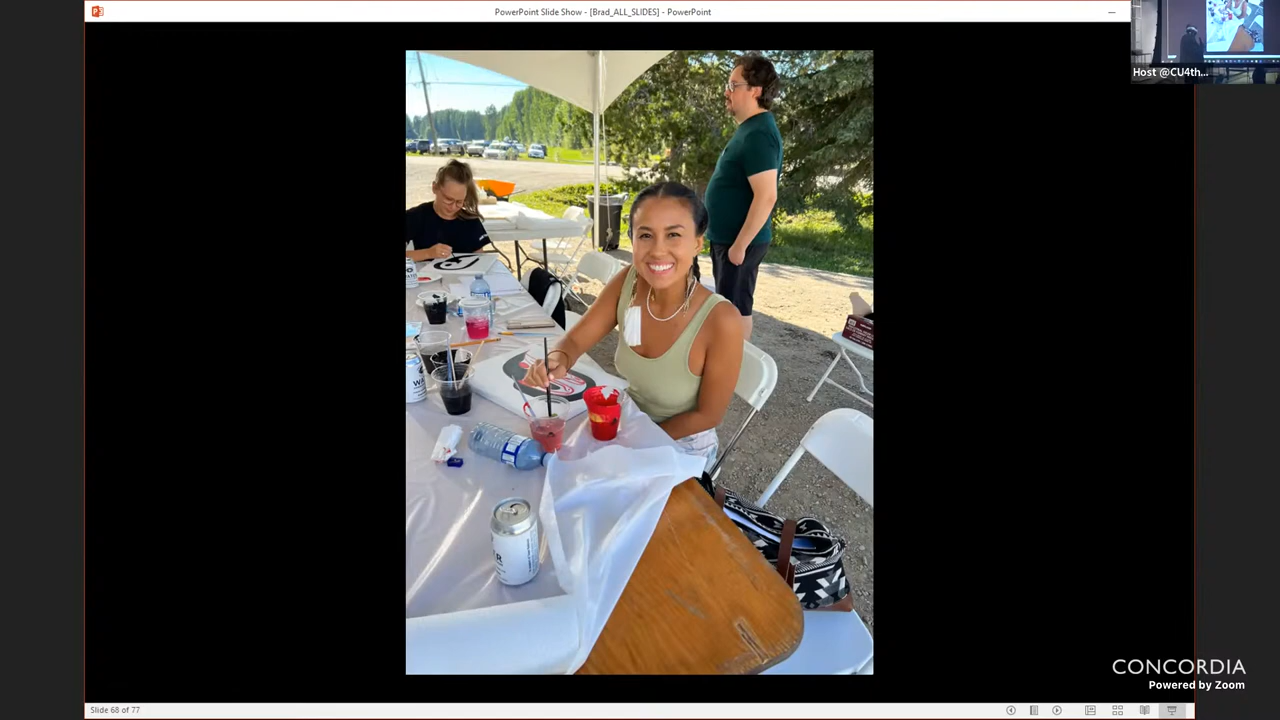 PowerPoint Slide Show - [Brad_ALL_SLIDES] - PowerPoint
Host @CU4th...
CONCORDIA
Powered by Zoom
Slide 68 of 77